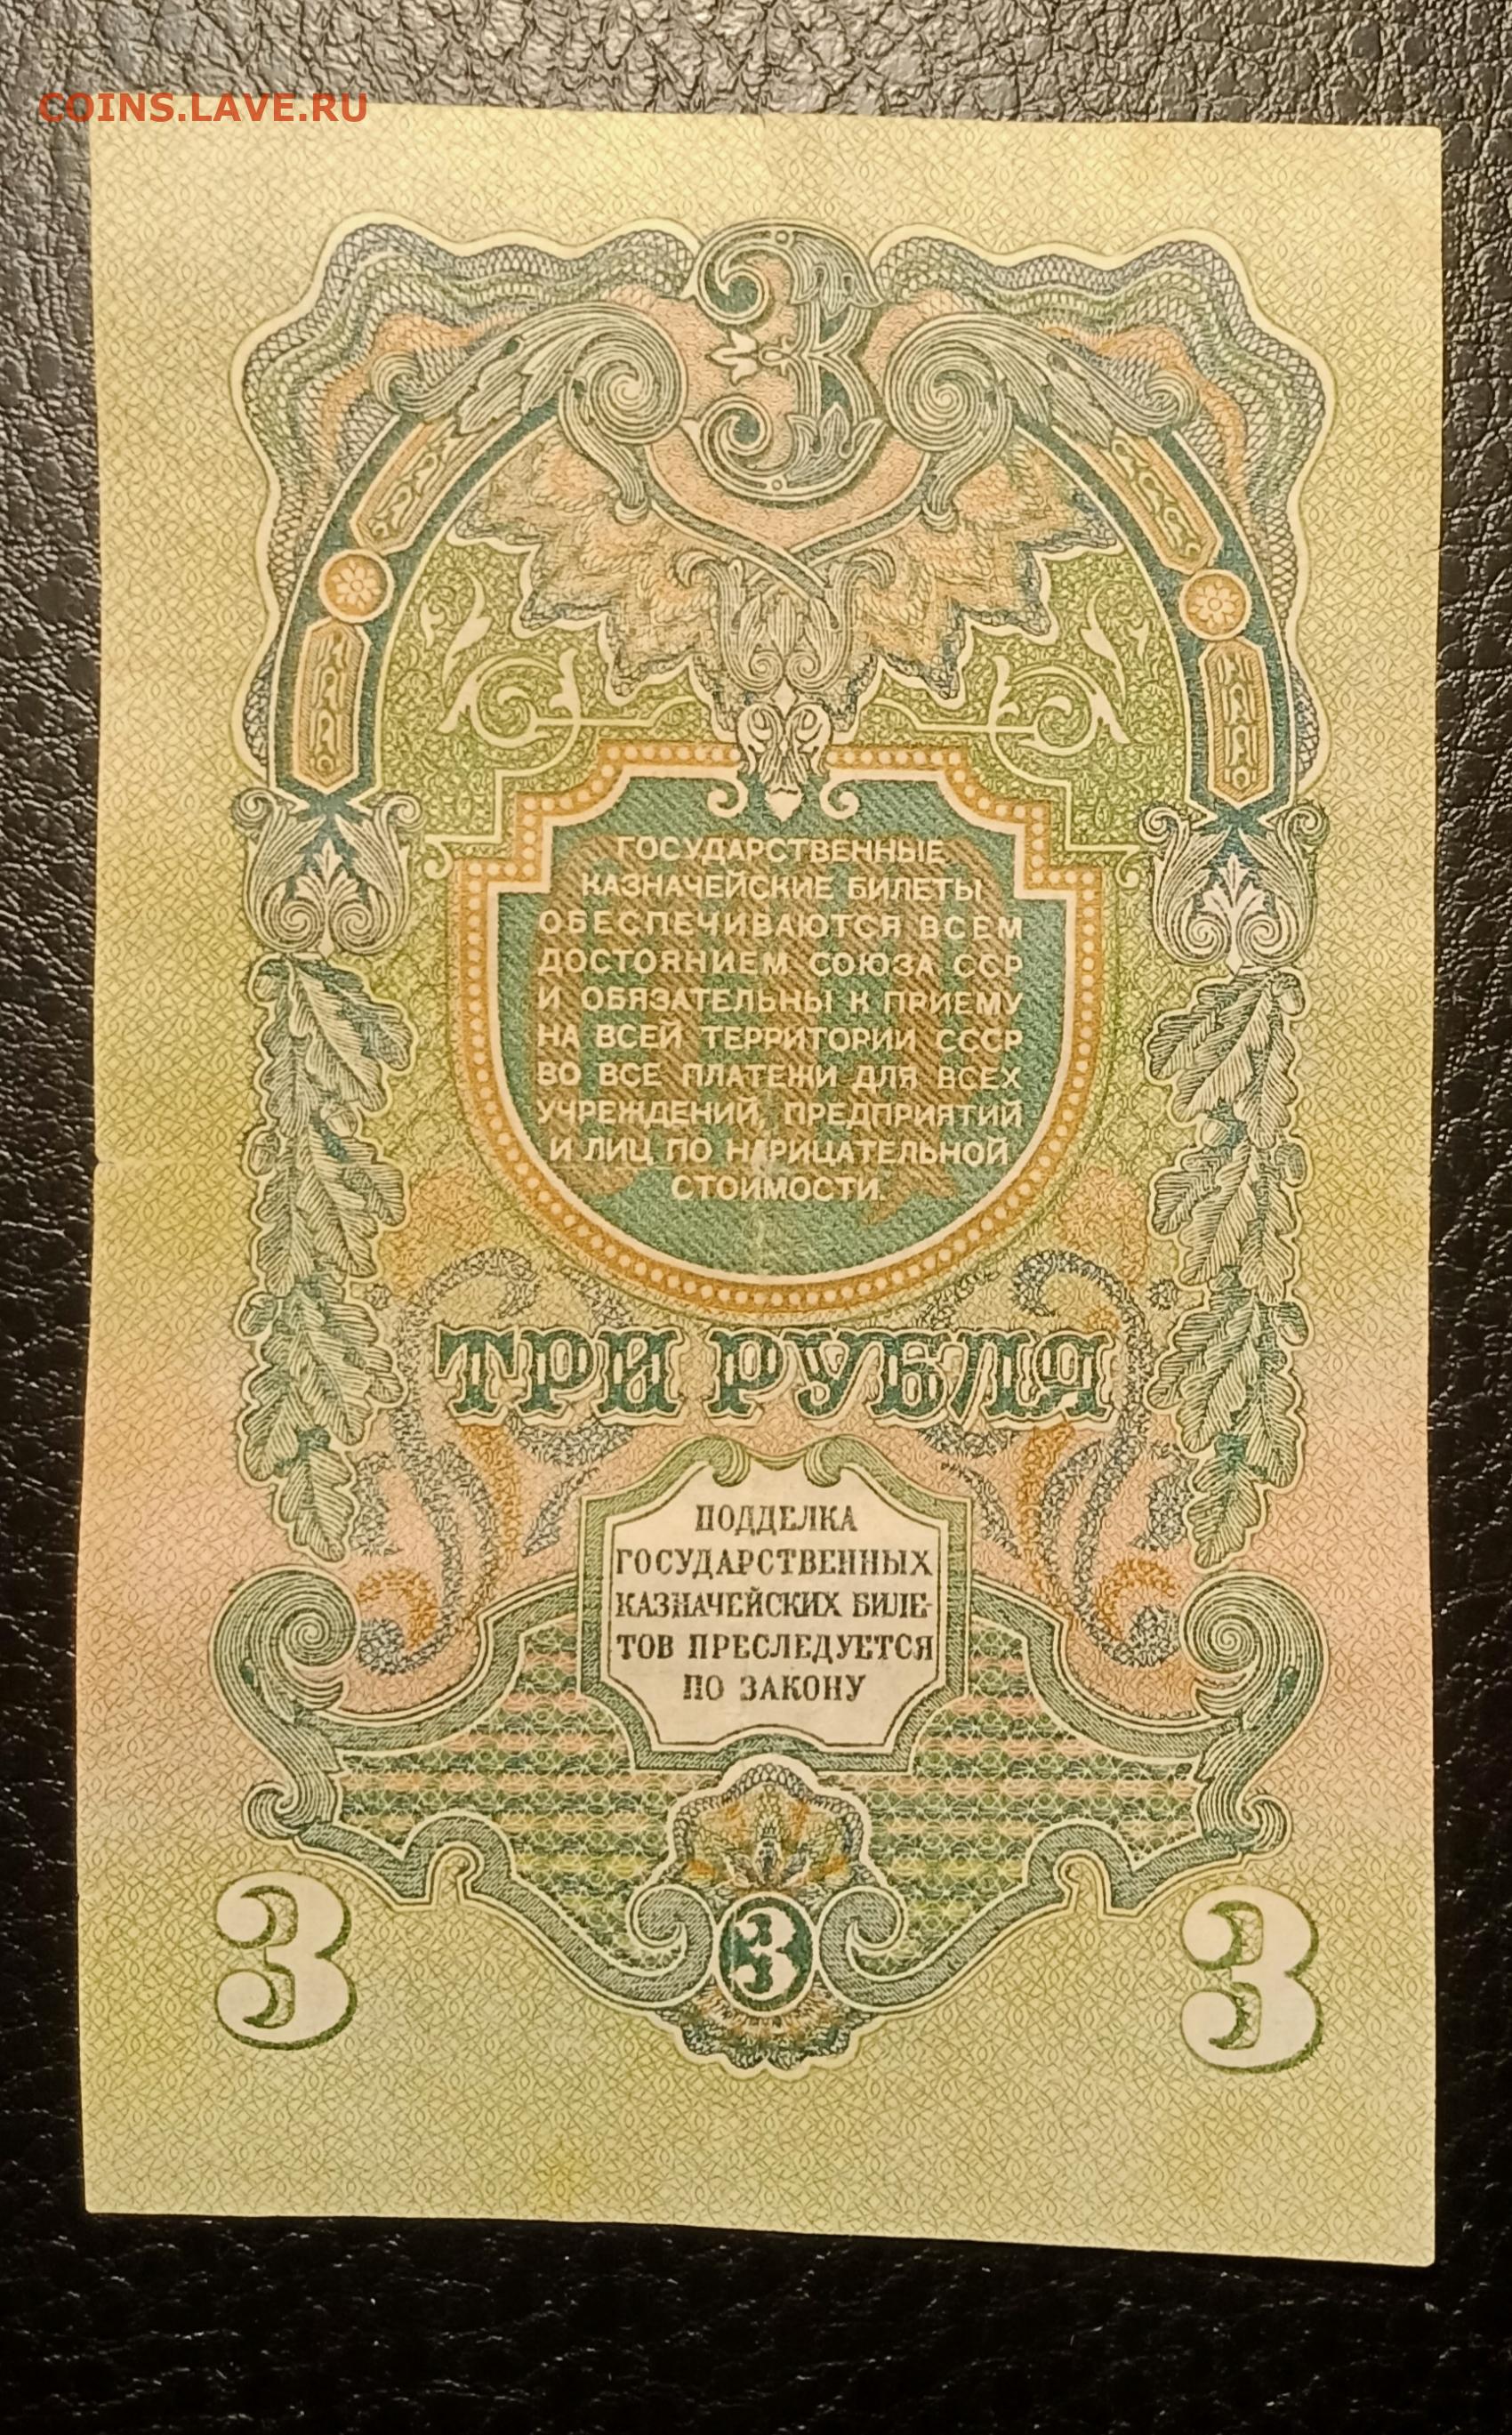 COINS.LAVE.RU
3
ГОСУДАРСТВЕННЫЕ
КАЗНАЧЕЙСКИЕ БИЛЕТЫ
ОБЕСПЕЧИВАЮТСЯ ВСЕМ
ДОСТОЯНИЕМ СОЮЗА ССР
И ОБЯЗАТЕЛЬНЫ К ПРИЕМУ
НА ВСЕЙ ТЕРРИТОРИИ СССР
ВО ВСЕ ПЛАТЕЖИ ДЛЯ ВСЕХ
УЧРЕЖДЕНИЙ, ПРЕДПРИЯТИЙ
И ЛИЦ ПО НАРИЦАТЕЛЬНОЙ
СТОИМОСТИ.
ТРИ РУБЛЯ
ПОДДЕЛКА
ГОСУДАРСТВЕННЫХ
КАЗНАЧЕЙСКИХ БИЛЕ-
ТОВ ПРЕСЛЕДУЕТСЯ
ПО ЗАКОНУ
3 3 3